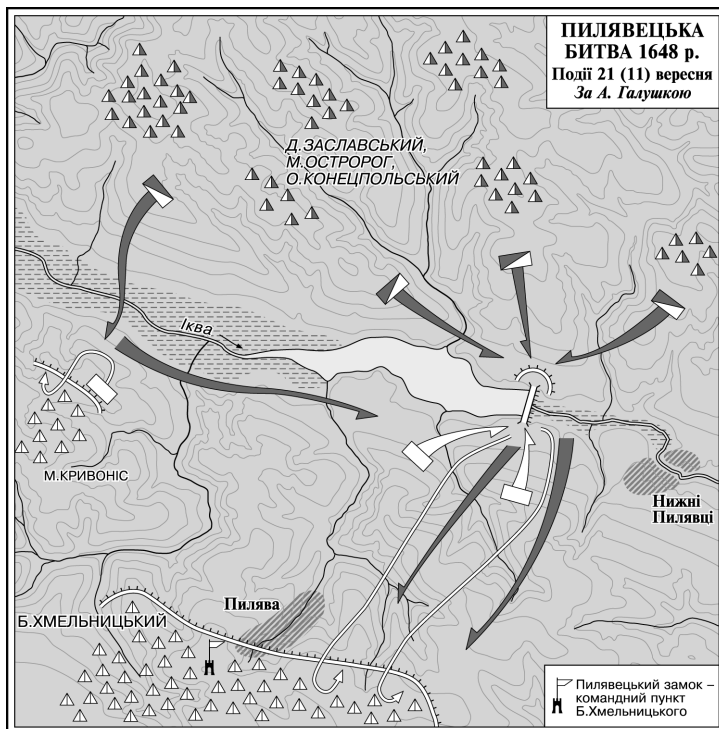 ПИЛЯВЕЦЬКА
БИТВА 1648 р.
Події 21 (11) вересня
За А. Галушкою
Д.ЗАСЛАВСЬКИЙ,
М.ОСТРОРОГ,
О.КОНЕЦПОЛЬСЬКИЙ
Іква
М.КРИВОНІС
Нижні
Пилявці
Пилява
Б.ХМЕЛЬНИЦЬКИЙ
Пилявецький замок –
командний пункт
Б.Хмельницького